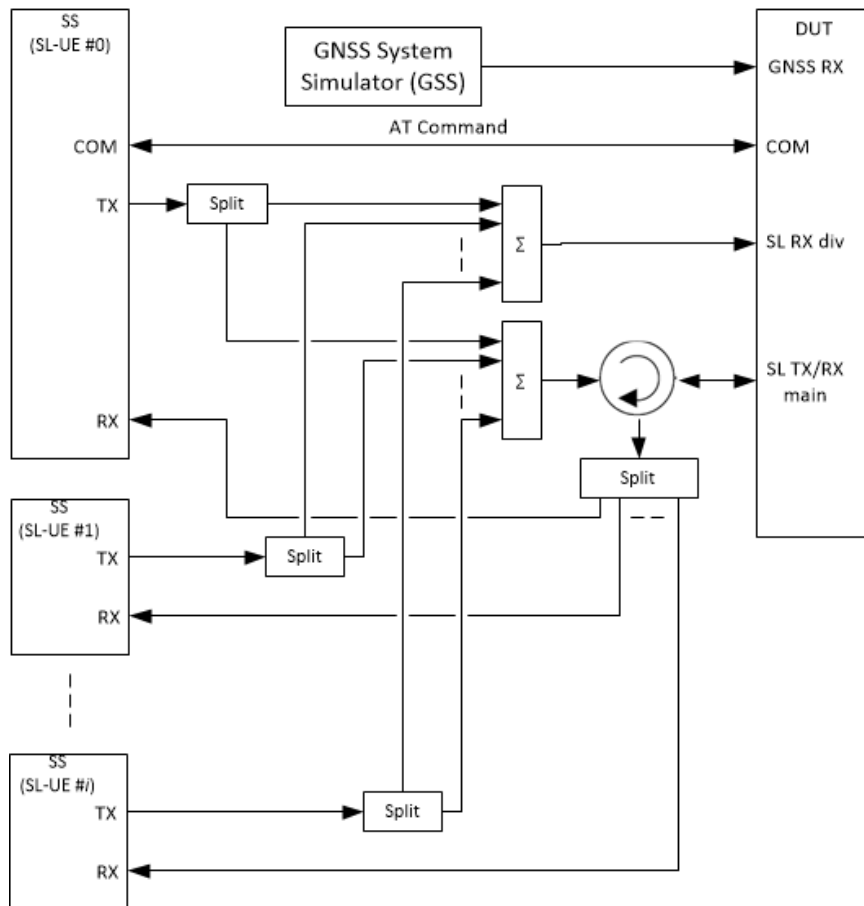 SS
(SL-UE #0)
COM
TX
RX
GNSS System
Simulator (GSS)
AT Command
DUT
GNSS RX
COM
SL RX div
SL TX/RX
main
Split
Σ
Σ
Split
SS
(SL-UE #1)
TX
RX
Split
SS
(SL-UE #i)
TX
RX
Split